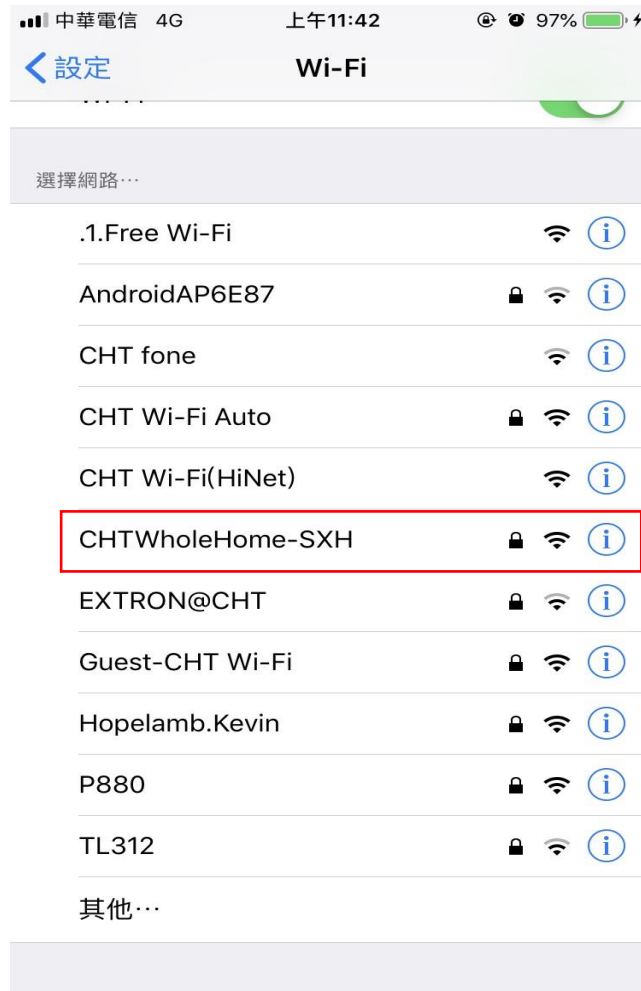 中華電信 4G 上午11:42 97%
設定 Wi-Fi
選擇網路…
.1.Free Wi-Fi
AndroidAP6E87
CHT fone
CHT Wi-Fi Auto
CHT Wi-Fi(HiNet)
CHTWholeHome-SXH
EXTRON@CHT
Guest-CHT Wi-Fi
Hopelamb.Kevin
P880
TL312
其他…